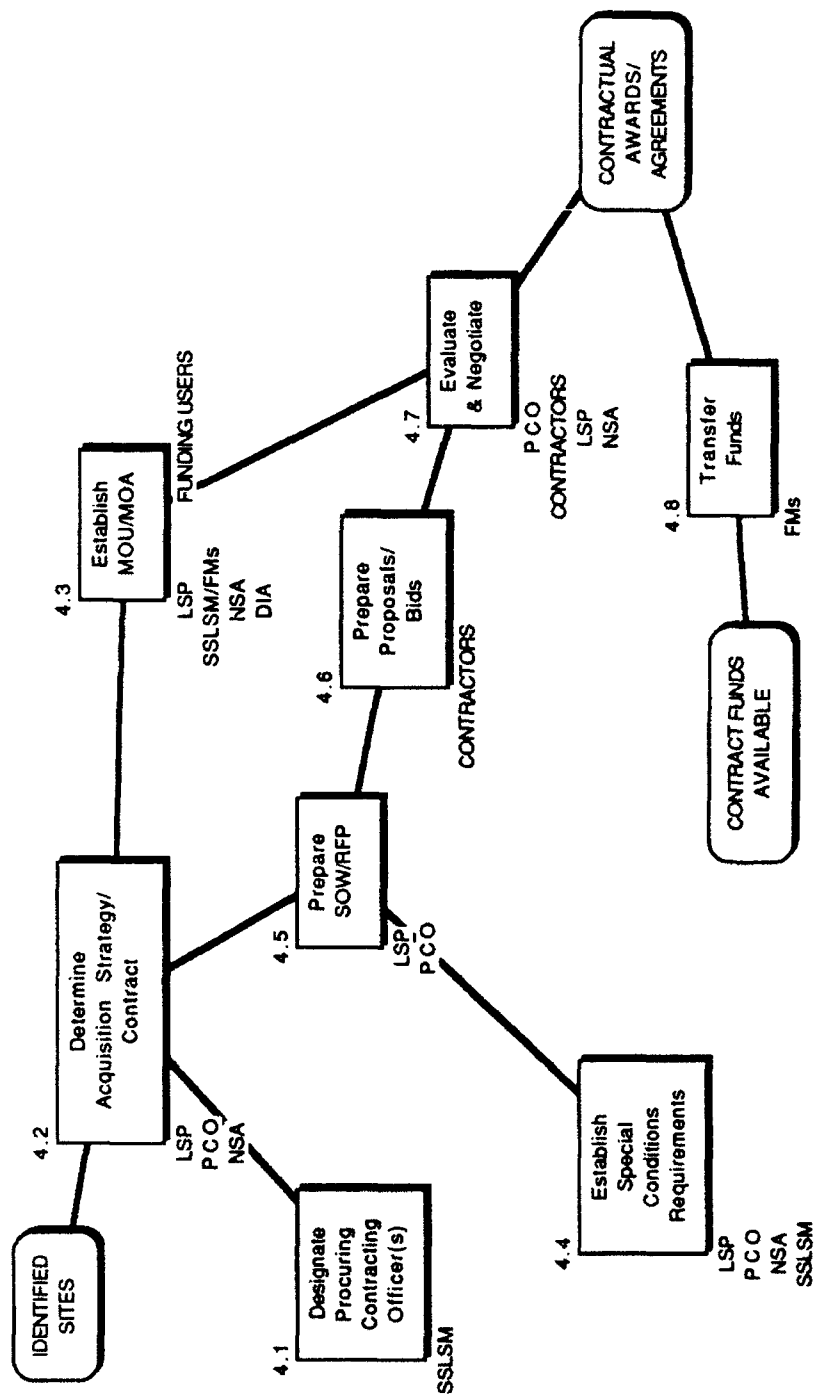 IDENTIFIED
SITES
4.2
Determine
Acquisition Strategy/
Contract
LSP
PCO
NSA
4.1
Designate
Procuring
Contracting
Officer(s)
SSLSM
4.3
Establish
MOU/MOA
LSP
SSLSM/FMs
NSA
DIA
FUNDING USERS
4.4
Establish
Special
Conditions
Requirements
LSP
PCO
NSA
SSLSM
4.5
Prepare
SOW/RFP
LSP
PCO
4.6
Prepare
Proposals/
Bids
CONTRACTORS
4.7
Evaluate
& Negotiate
PCO
CONTRACTORS
LSP
NSA
CONTRACT FUNDS
AVAILABLE
4.8
Transfer
Funds
FMs
CONTRACTUAL
AWARDS/
AGREEMENTS